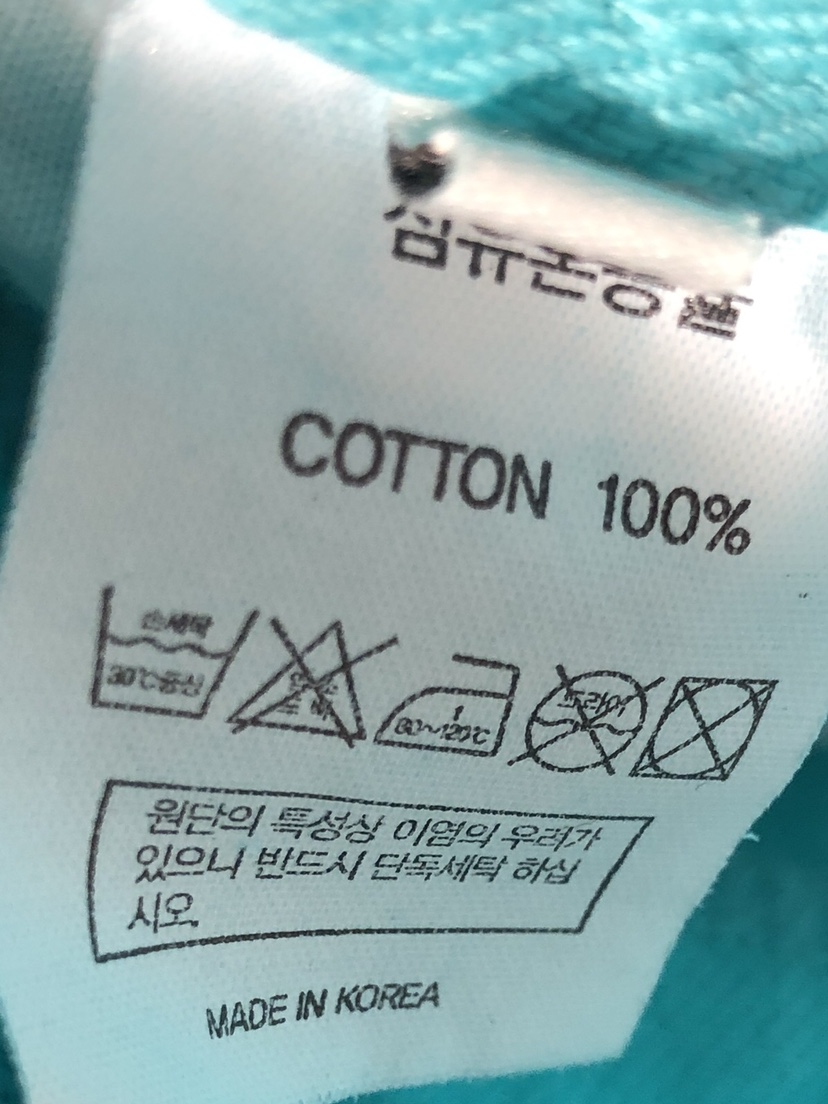 섬유혼용률
COTTON 100%
손세탁
30℃중성
80~120℃
드라이
원단의 특성상 이염의 우려가
있으니 반드시 단독세탁 하십
시오.
MADE IN KOREA